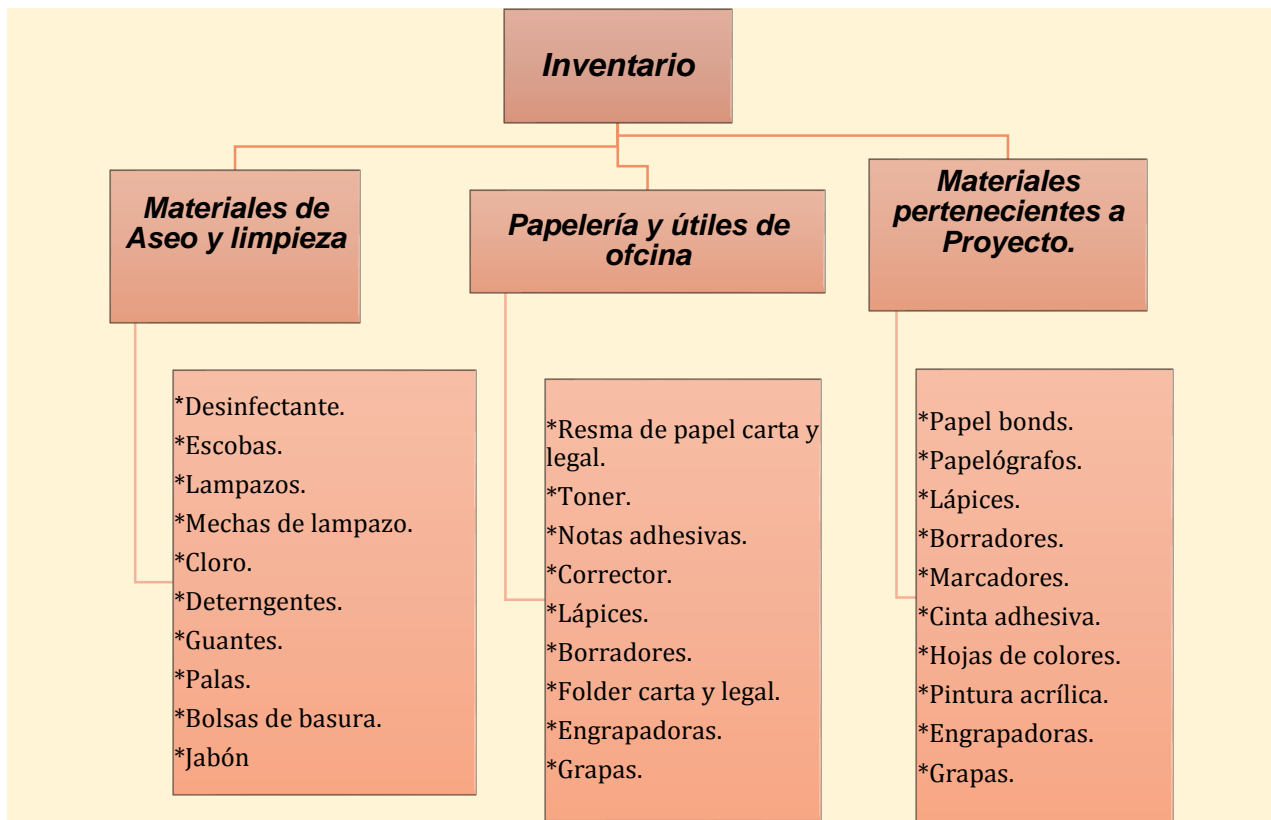 Inventario
Materiales de
Aseo y limpieza
*Desinfectante.
*Escobas.
*Lampazos.
*Mechas de lampazo.
*Cloro.
*Deterngentes.
*Guantes.
*Palas.
*Bolsas de basura.
*Jabón
Papelería y útiles de
ofcina
*Resma de papel carta y
legal.
*Toner.
*Notas adhesivas.
*Corrector.
*Lápices.
*Borradores.
*Folder carta y legal.
*Engrapadoras.
*Grapas.
Materiales
pertenecientes a
Proyecto.
*Papel bonds.
*Papelógrafos.
*Lápices.
*Borradores.
*Marcadores.
*Cinta adhesiva.
*Hojas de colores.
*Pintura acrílica.
*Engrapadoras.
*Grapas.